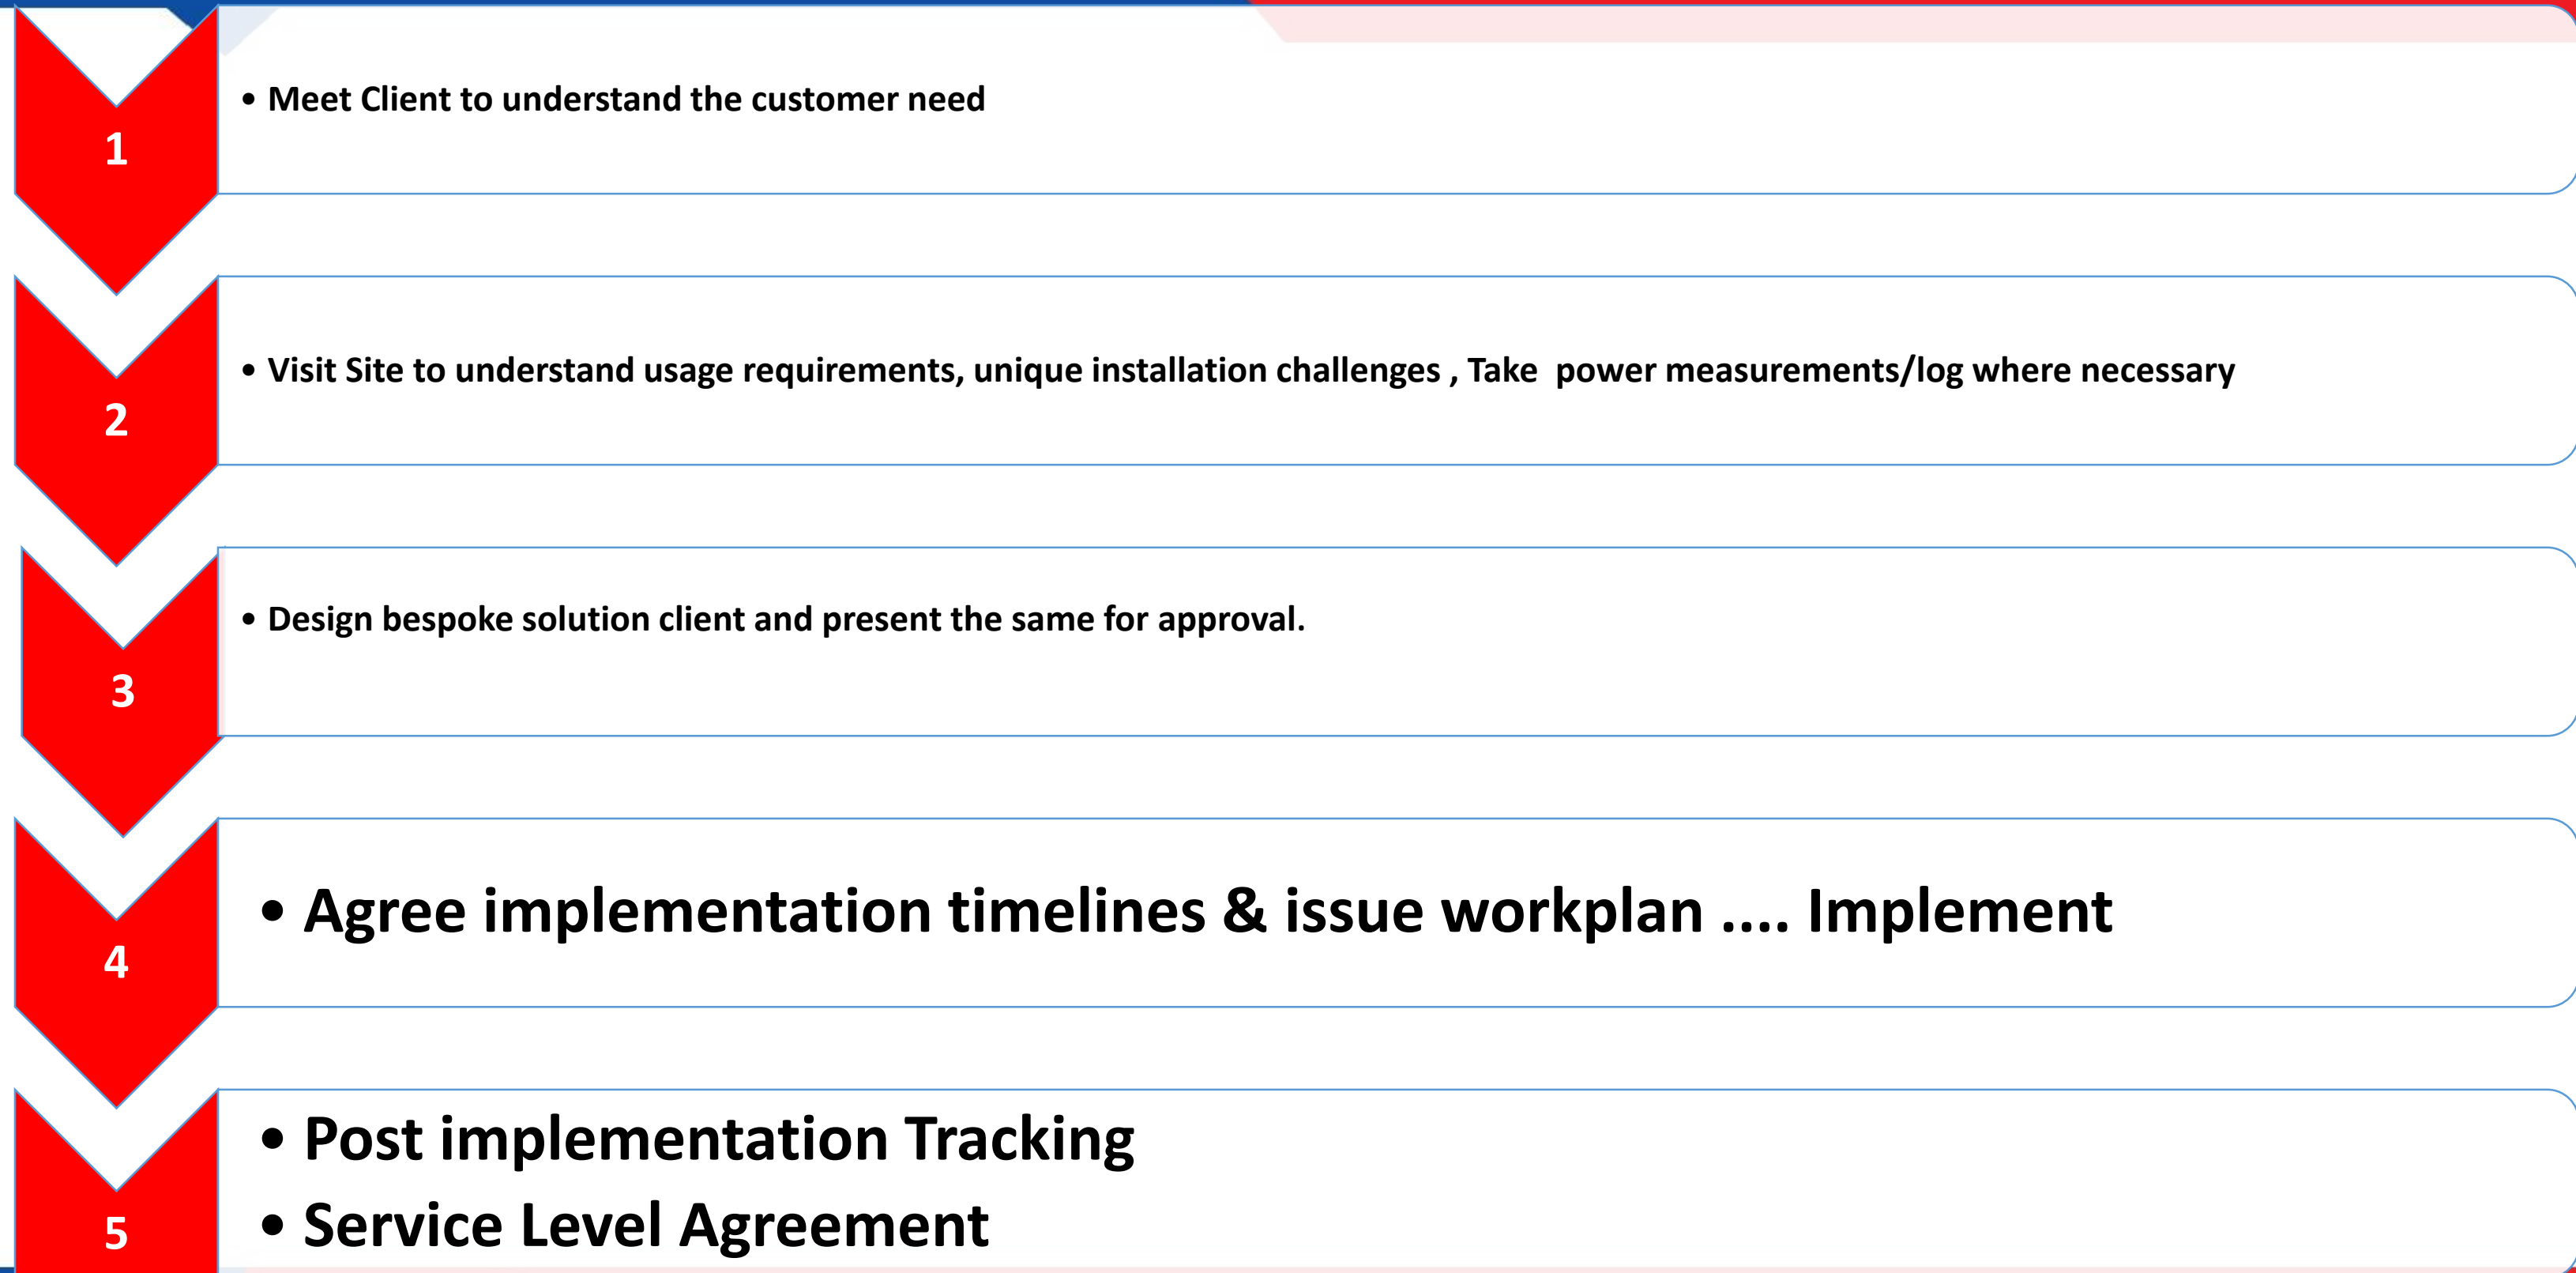 1
• Meet Client to understand the customer need
2
• Visit Site to understand usage requirements, unique installation challenges , Take  power measurements/log where necessary
3
• Design bespoke solution client and present the same for approval.
4
• Agree implementation timelines & issue workplan .... Implement
5
• Post implementation Tracking
• Service Level Agreement